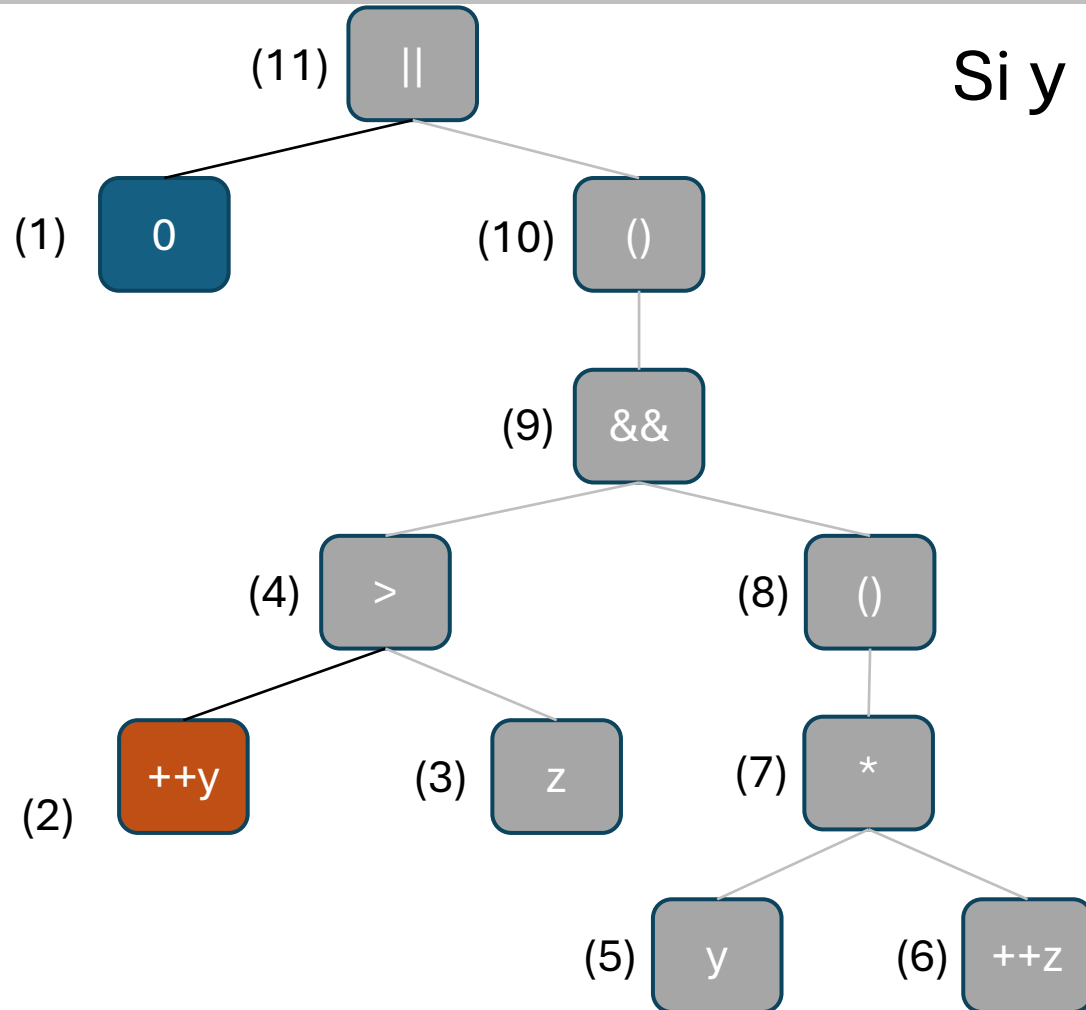 (11) || Si y
(1) 0 (10) ()
(9) &&
(4) > (8) ()
(2) ++y (3) z (7) *
(5) y (6) ++z